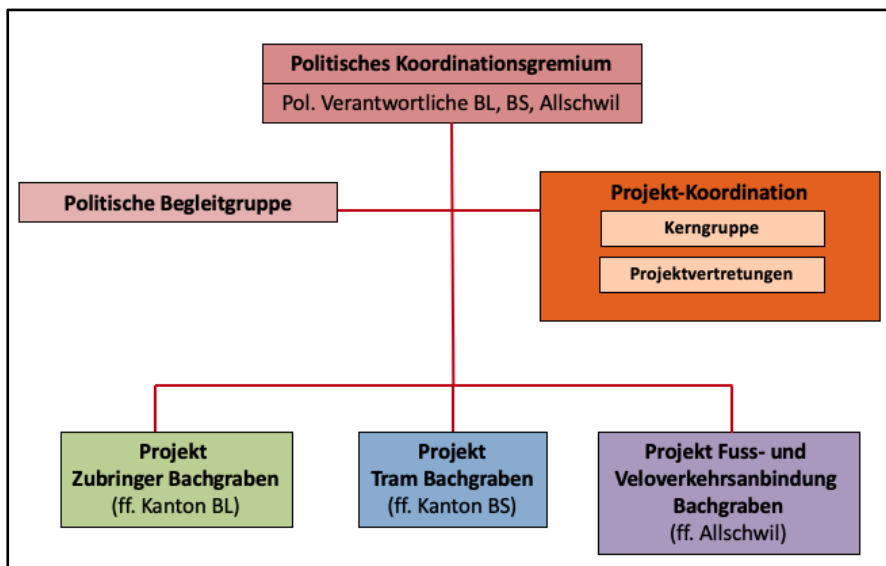 Politisches Koordinationsgremium
Pol. Verantwortliche BL, BS, Allschwil
Politische Begleitgruppe
Projekt-Koordination
Kerngruppe
Projektvertretungen
Projekt
Zubringer Bachgraben
(ff. Kanton BL)
Projekt
Tram Bachgraben
(ff. Kanton BS)
Projekt Fuss- und
Veloverkehrsanbindung
Bachgraben
(ff. Allschwil)